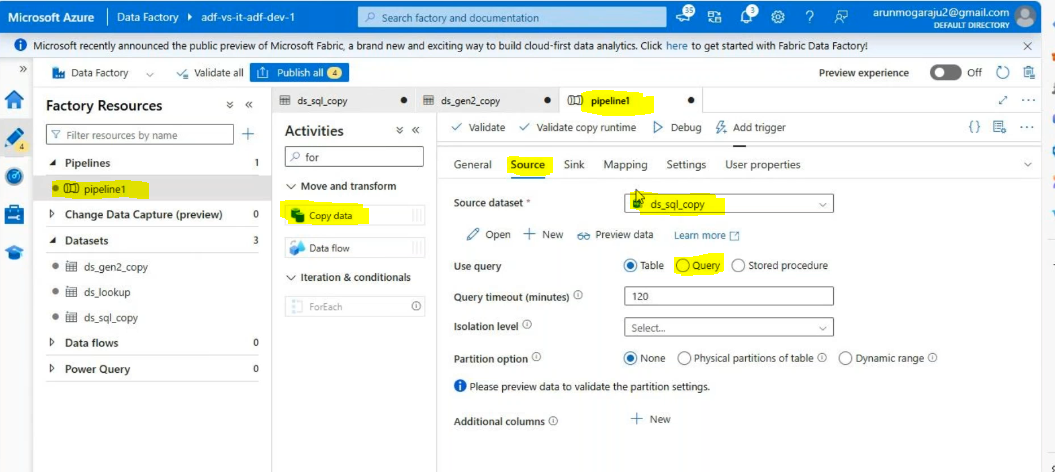 Microsoft Azure Data Factory adf-vs-it-adf-dev-1 Search factory and documentation 35 3 arunmogaraju2@gmail.com
DEFAULT DIRECTORY
Microsoft recently announced the public preview of Microsoft Fabric, a brand new and exciting way to build cloud-first data analytics. Click here to get started with Fabric Data Factory!
Data Factory Validate all Publish all 4 Preview experience Off
Factory Resources
Filter resources by name
Pipelines 1
pipeline1
Change Data Capture (preview) 0
Datasets 3
ds_gen2_copy
ds_lookup
ds_sql_copy
Data flows 0
Power Query 0
4
ds_sql_copy ds_gen2_copy pipeline1
Activities
for
Move and transform
Copy data
Data flow
Iteration & conditionals
ForEach
Validate Validate copy runtime Debug Add trigger
General Source Sink Mapping Settings User properties
Source dataset * ds_sql_copy
Open New Preview data Learn more
Use query Table Query Stored procedure
Query timeout (minutes) 120
Isolation level Select...
Partition option None Physical partitions of table Dynamic range
Please preview data to validate the partition settings.
Additional columns New